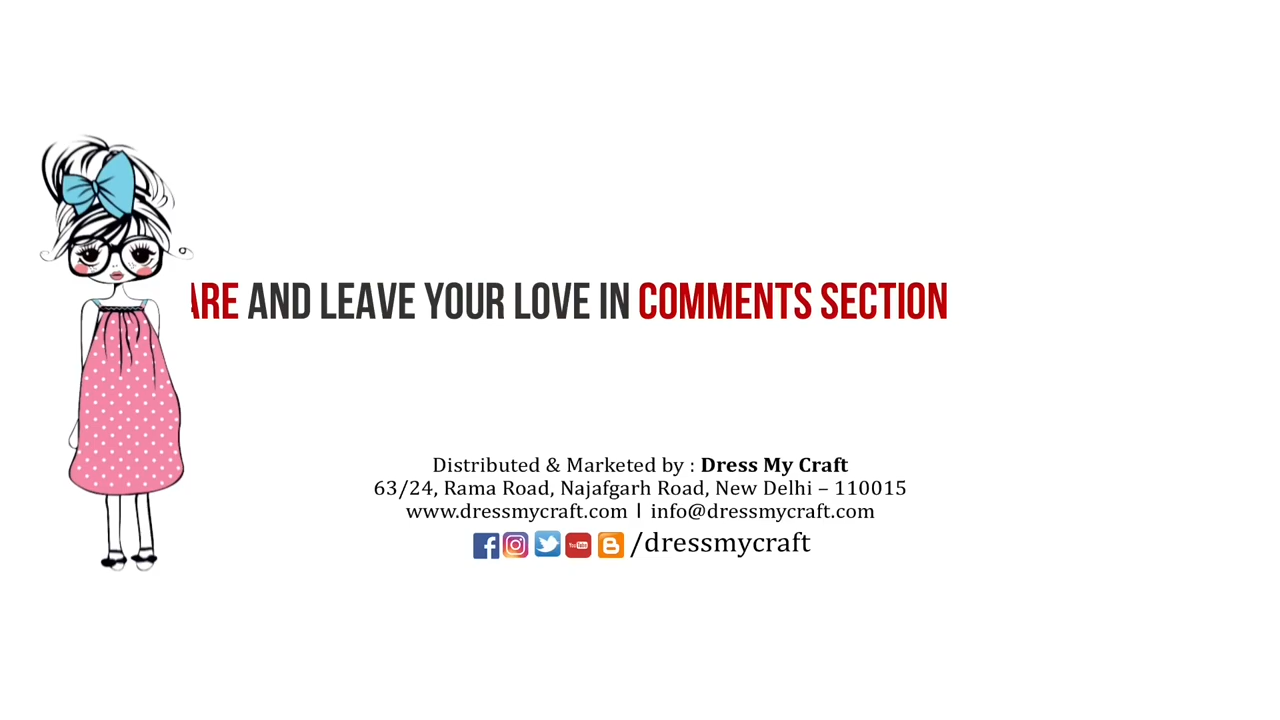 ARE AND LEAVE YOUR LOVE IN COMMENTS SECTION
Distributed & Marketed by : Dress My Craft
63/24, Rama Road, Najafgarh Road, New Delhi – 110015
www.dressmycraft.com | info@dressmycraft.com
/dressmycraft